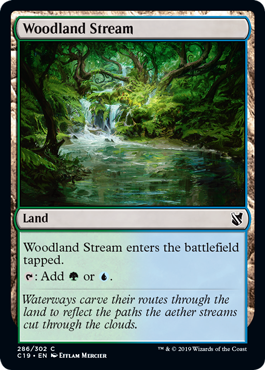 Woodland Stream
Land
Woodland Stream enters the battlefield
tapped.
: Add or .
Waterways carve their routes through the
land to reflect the paths the aether streams
cut through the clouds.
286/302 C
C19 • EN Efflam Mercier
™ & © 2019 Wizards of the Coast